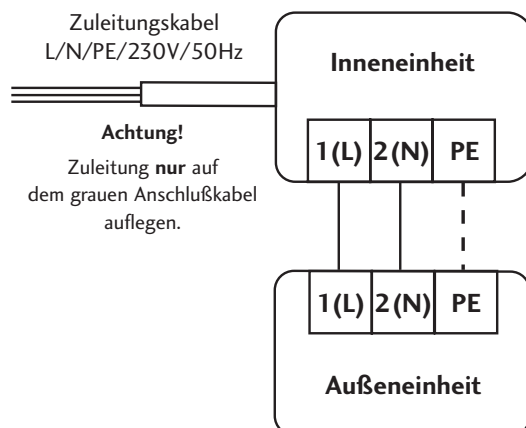 Zuleitungskabel
L/N/PE/230V/50Hz
Achtung!
Zuleitung nur auf
dem grauen Anschlußkabel
auflegen.
Inneneinheit
1(L) 2(N) PE
1(L) 2(N) PE
Außeneinheit